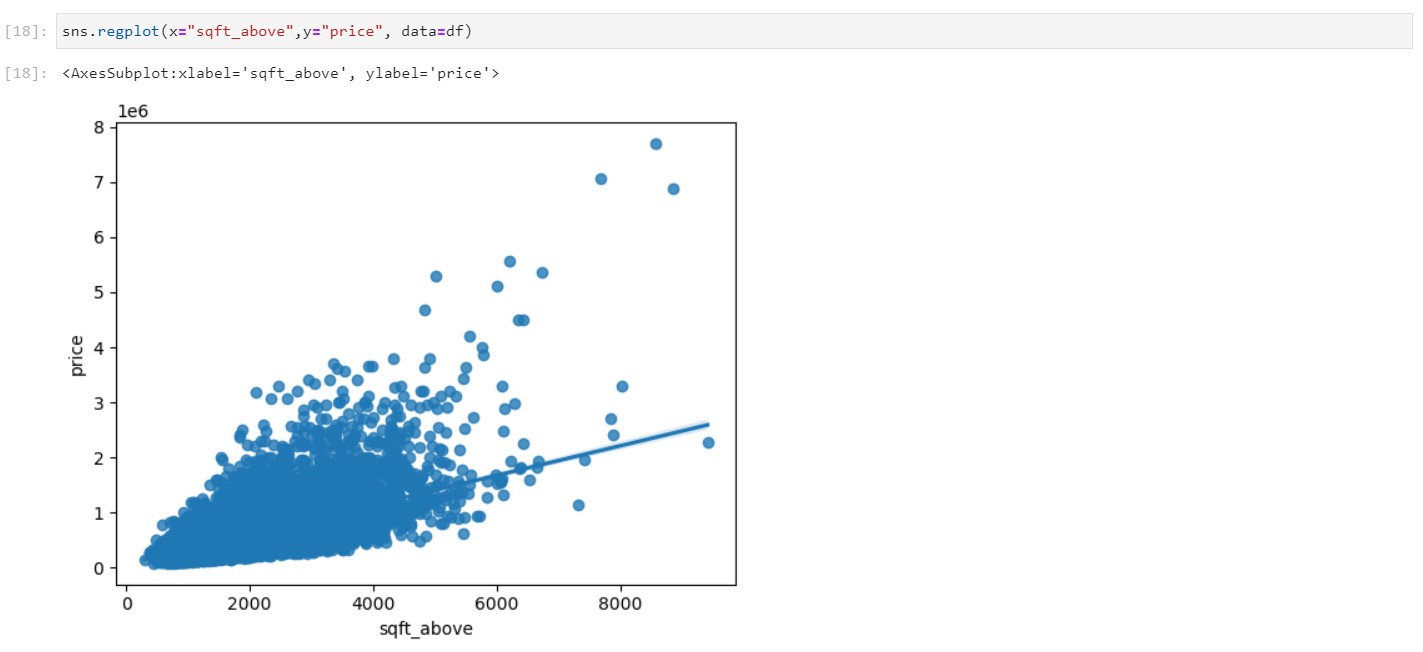 [18]: sns.regplot(x="sqft_above",y="price", data=df)
[18]: <AxesSubplot:xlabel='sqft_above', ylabel='price'>
1e6
8
7
6
5
4
3
2
1
0
price
0 2000 4000 6000 8000
sqft_above